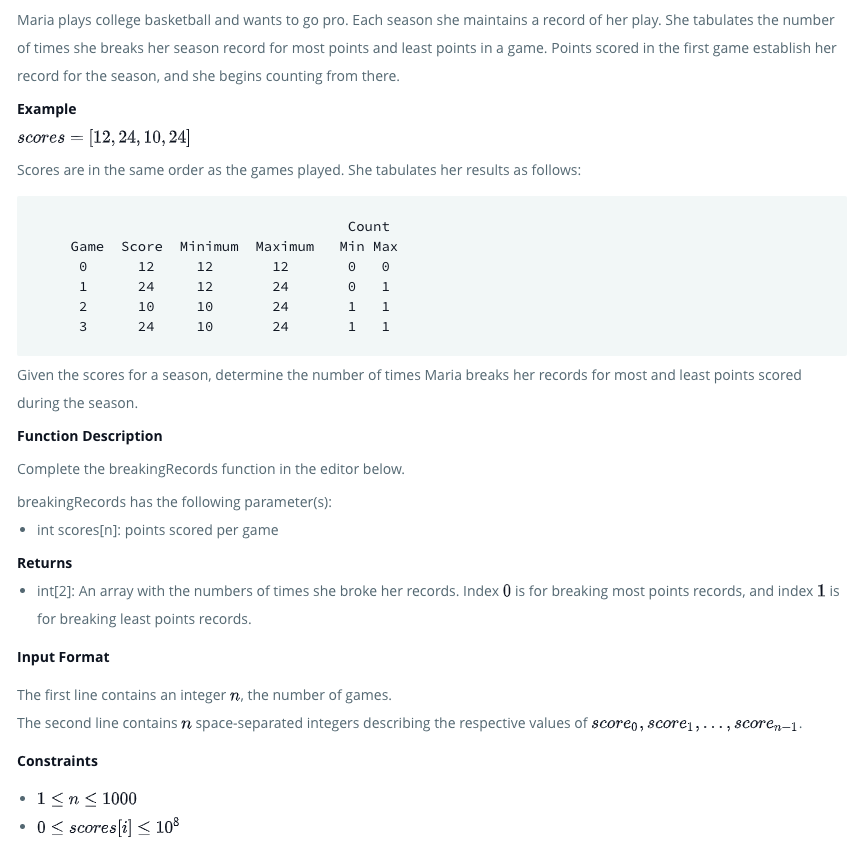 Maria plays college basketball and wants to go pro. Each season she maintains a record of her play. She tabulates the number
of times she breaks her season record for most points and least points in a game. Points scored in the first game establish her
record for the season, and she begins counting from there.
Example
scores = [12, 24, 10, 24]
Scores are in the same order as the games played. She tabulates her results as follows:
Count
Game Score Minimum Maximum Min Max
0 12 12 12 0 0
1 24 12 24 0 1
2 10 10 24 1 1
3 24 10 24 1 1
Given the scores for a season, determine the number of times Maria breaks her records for most and least points scored
during the season.
Function Description
Complete the breakingRecords function in the editor below.
breakingRecords has the following parameter(s):
• int scores[n]: points scored per game
Returns
• int[2]: An array with the numbers of times she broke her records. Index 0 is for breaking most points records, and index 1 is
for breaking least points records.
Input Format
The first line contains an integer n, the number of games.
The second line contains n space-separated integers describing the respective values of score₀, score₁, . . . , scoreₙ₋₁.
Constraints
• 1 ≤ n ≤ 1000
• 0 ≤ scores[i] ≤ 10⁸